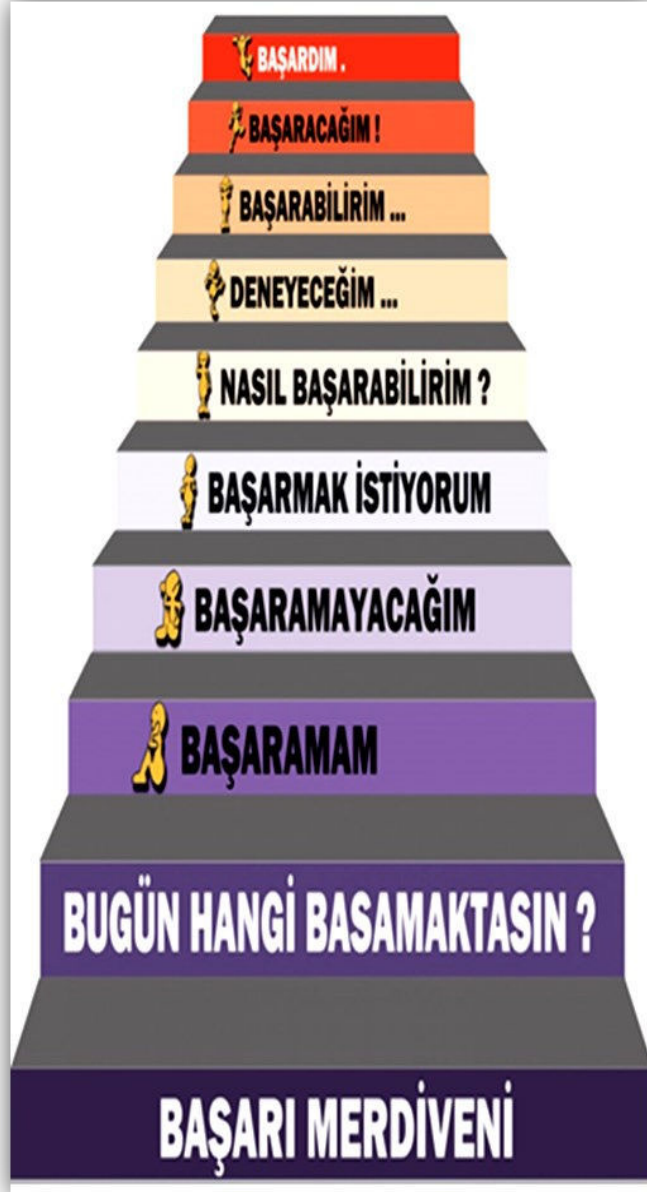 BAŞARDIM .
BAŞARACAĞIM !
BAŞARABİLİRİM ...
DENEYECEĞİM ...
NASIL BAŞARABİLİRİM ?
BAŞARMAK İSTİYORUM
BAŞARAMAYACAĞIM
BAŞARAMAM
BUGÜN HANGİ BASAMAKTASIN ?
BAŞARI MERDİVENİ